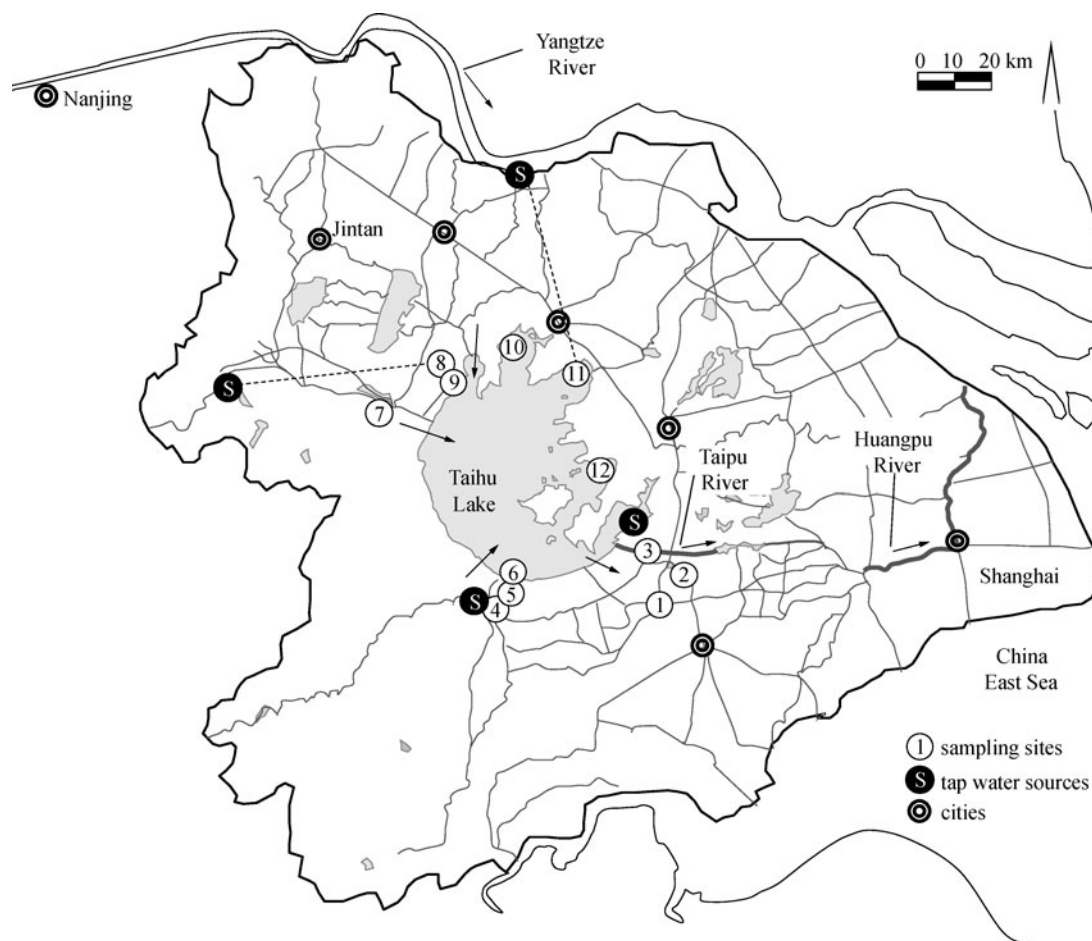 Yangtze
River
0 10 20 km
Nanjing
S
Jintan
10
8
11
9
S
7
Huangpu
River
Taipu
River
12
Taihu
Lake
S
3
6
2
Shanghai
5
S
1
4
China
East Sea
1 sampling sites
S tap water sources
cities